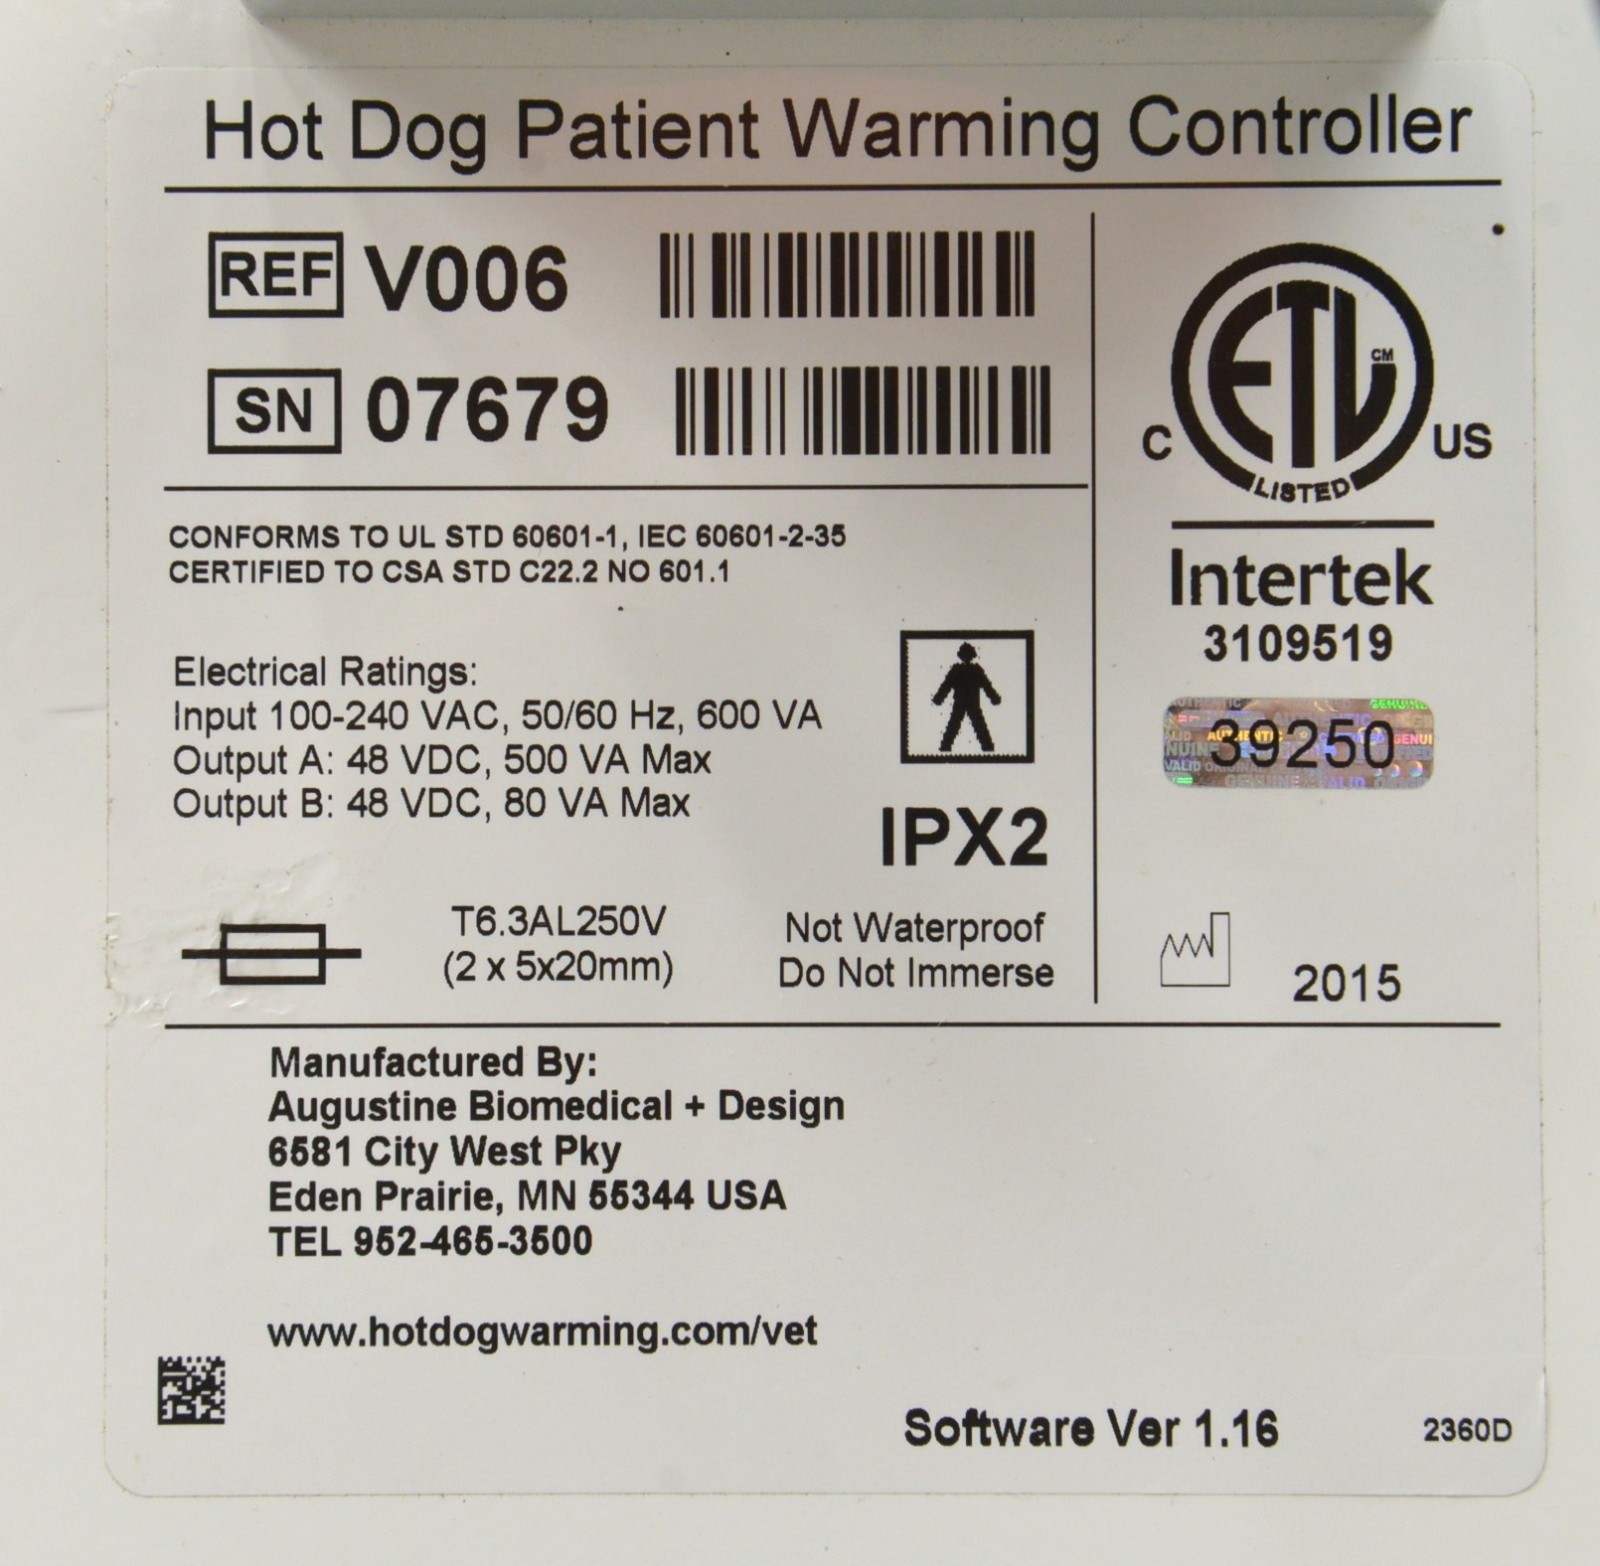 Hot Dog Patient Warming Controller
REF V006
SN 07679
CONFORMS TO UL STD 60601-1, IEC 60601-2-35
CERTIFIED TO CSA STD C22.2 NO 601.1
Electrical Ratings:
Input 100-240 VAC, 50/60 Hz, 600 VA
Output A: 48 VDC, 500 VA Max
Output B: 48 VDC, 80 VA Max
IPX2
T6.3AL250V
(2 x 5x20mm)
Not Waterproof
Do Not Immerse
ETL CM
C US
LISTED
Intertek
3109519
39250
2015
Manufactured By:
Augustine Biomedical + Design
6581 City West Pky
Eden Prairie, MN 55344 USA
TEL 952-465-3500
www.hotdogwarming.com/vet
Software Ver 1.16
2360D